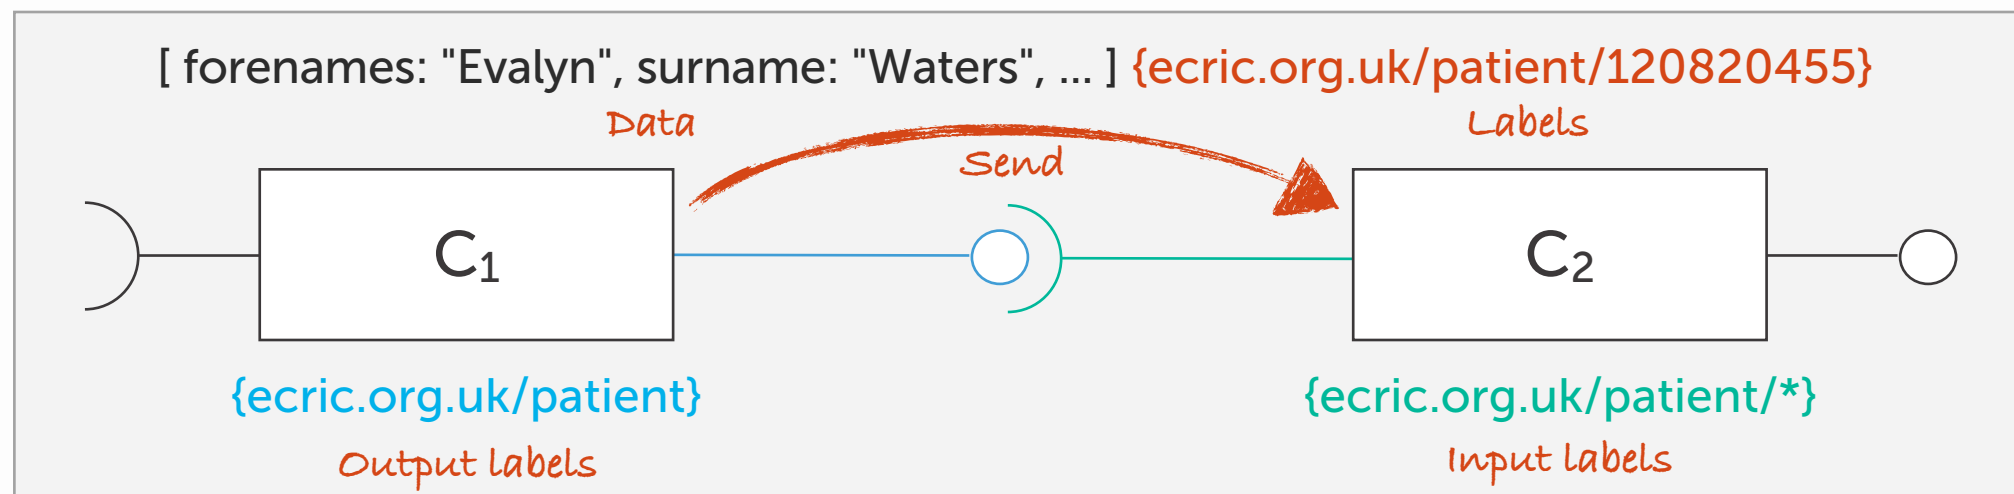 [ forenames: "Evalyn", surname: "Waters", ... ] {ecric.org.uk/patient/120820455}
Data
Labels
Send
C₁
C₂
{ecric.org.uk/patient}
{ecric.org.uk/patient/*}
Output labels
Input labels